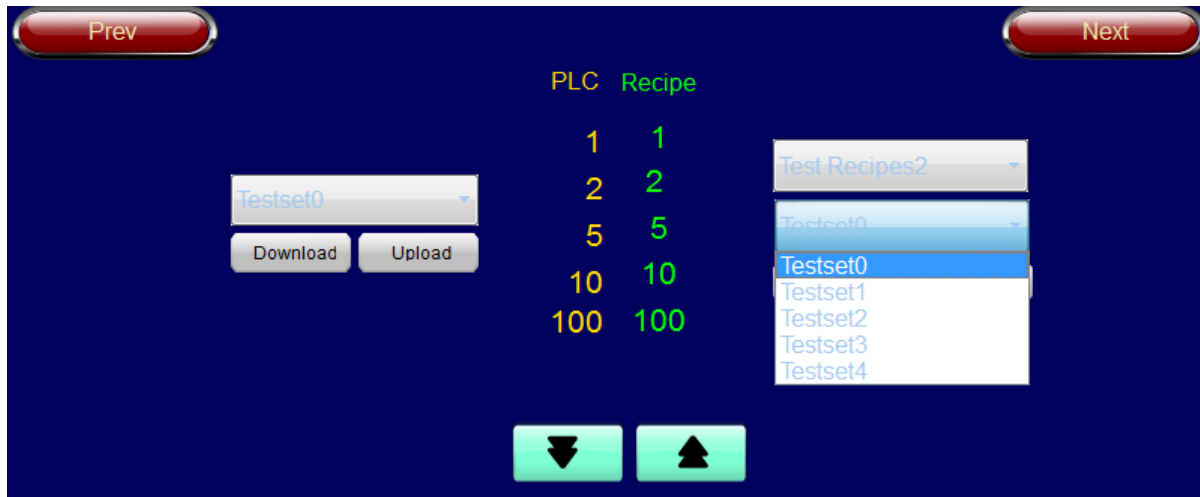 Prev
Next
PLC Recipe
1 1
2 2
5 5
10 10
100 100
Testset0
Download Upload
Test Recipes2
Testset0
Testset0
Testset1
Testset2
Testset3
Testset4